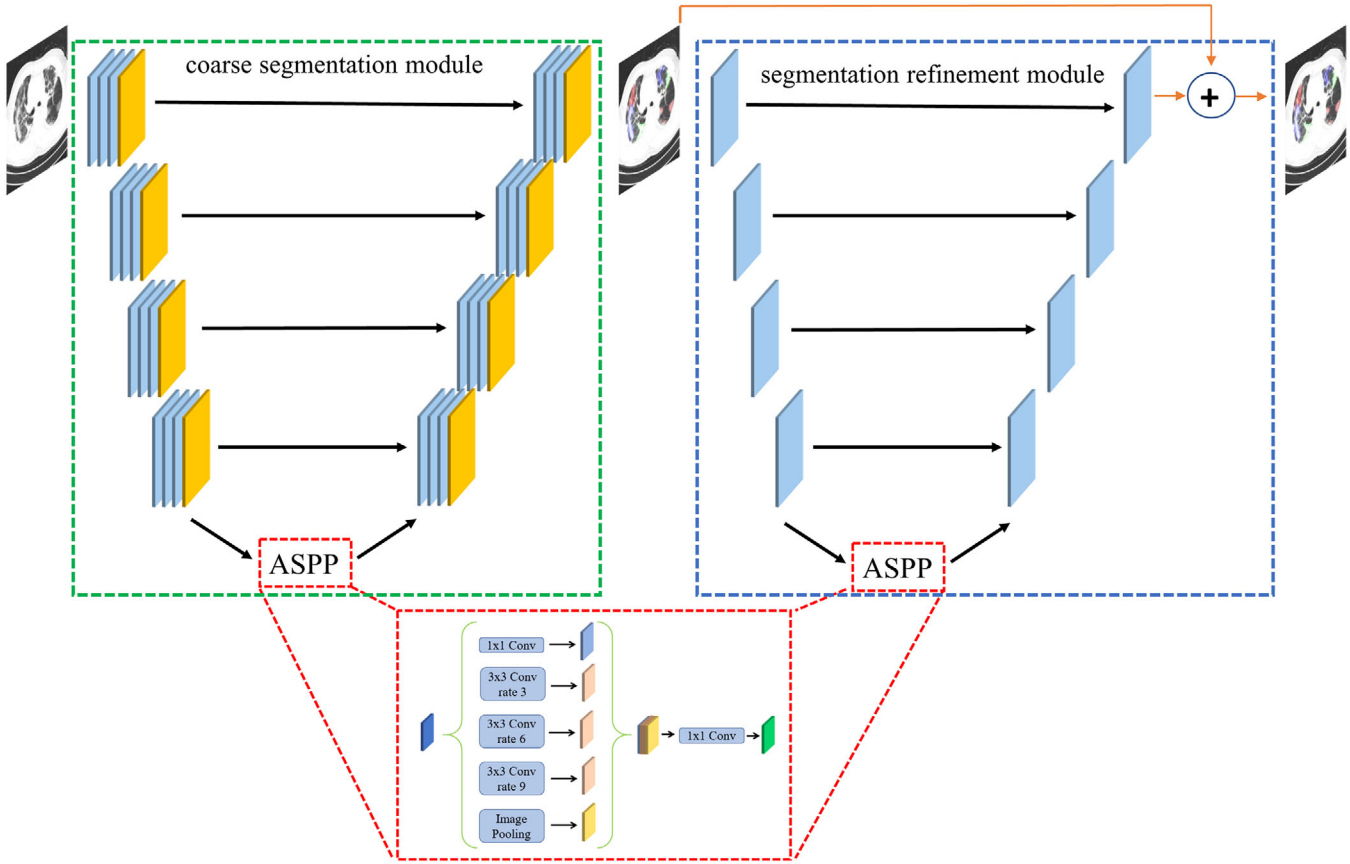 coarse segmentation module
segmentation refinement module
+
ASPP
ASPP
1x1 Conv
3x3 Conv
rate 3
3x3 Conv
rate 6
1x1 Conv
3x3 Conv
rate 9
Image
Pooling